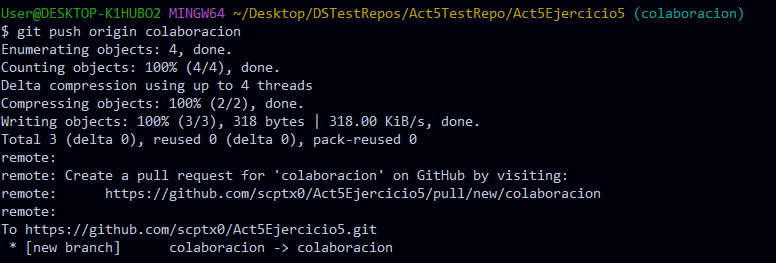 User@DESKTOP-K1HUBO2 MINGW64 ~/Desktop/DSTestRepos/Act5TestRepo/Act5Ejercicio5 (colaboracion)
$ git push origin colaboracion
Enumerating objects: 4, done.
Counting objects: 100% (4/4), done.
Delta compression using up to 4 threads
Compressing objects: 100% (2/2), done.
Writing objects: 100% (3/3), 318 bytes | 318.00 KiB/s, done.
Total 3 (delta 0), reused 0 (delta 0), pack-reused 0
remote:
remote: Create a pull request for 'colaboracion' on GitHub by visiting:
remote:      https://github.com/scptx0/Act5Ejercicio5/pull/new/colaboracion
remote:
To https://github.com/scptx0/Act5Ejercicio5.git
 * [new branch]      colaboracion -> colaboracion